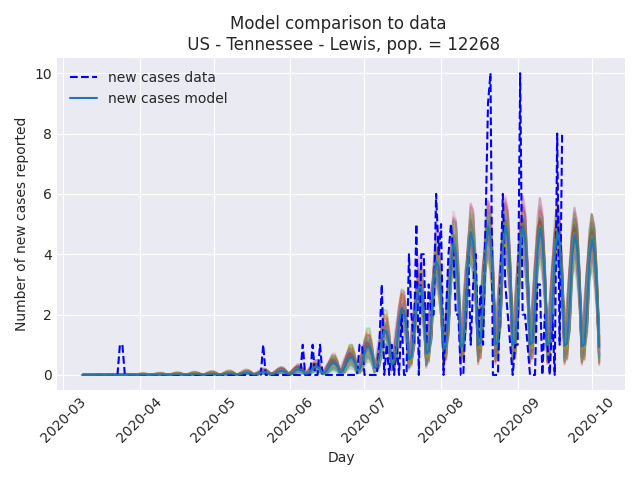 Model comparison to data
US - Tennessee - Lewis, pop. = 12268
new cases data
new cases model
Number of new cases reported
10
8
6
4
2
0
2020-03
2020-04
2020-05
2020-06
2020-07
2020-08
2020-09
2020-10
Day